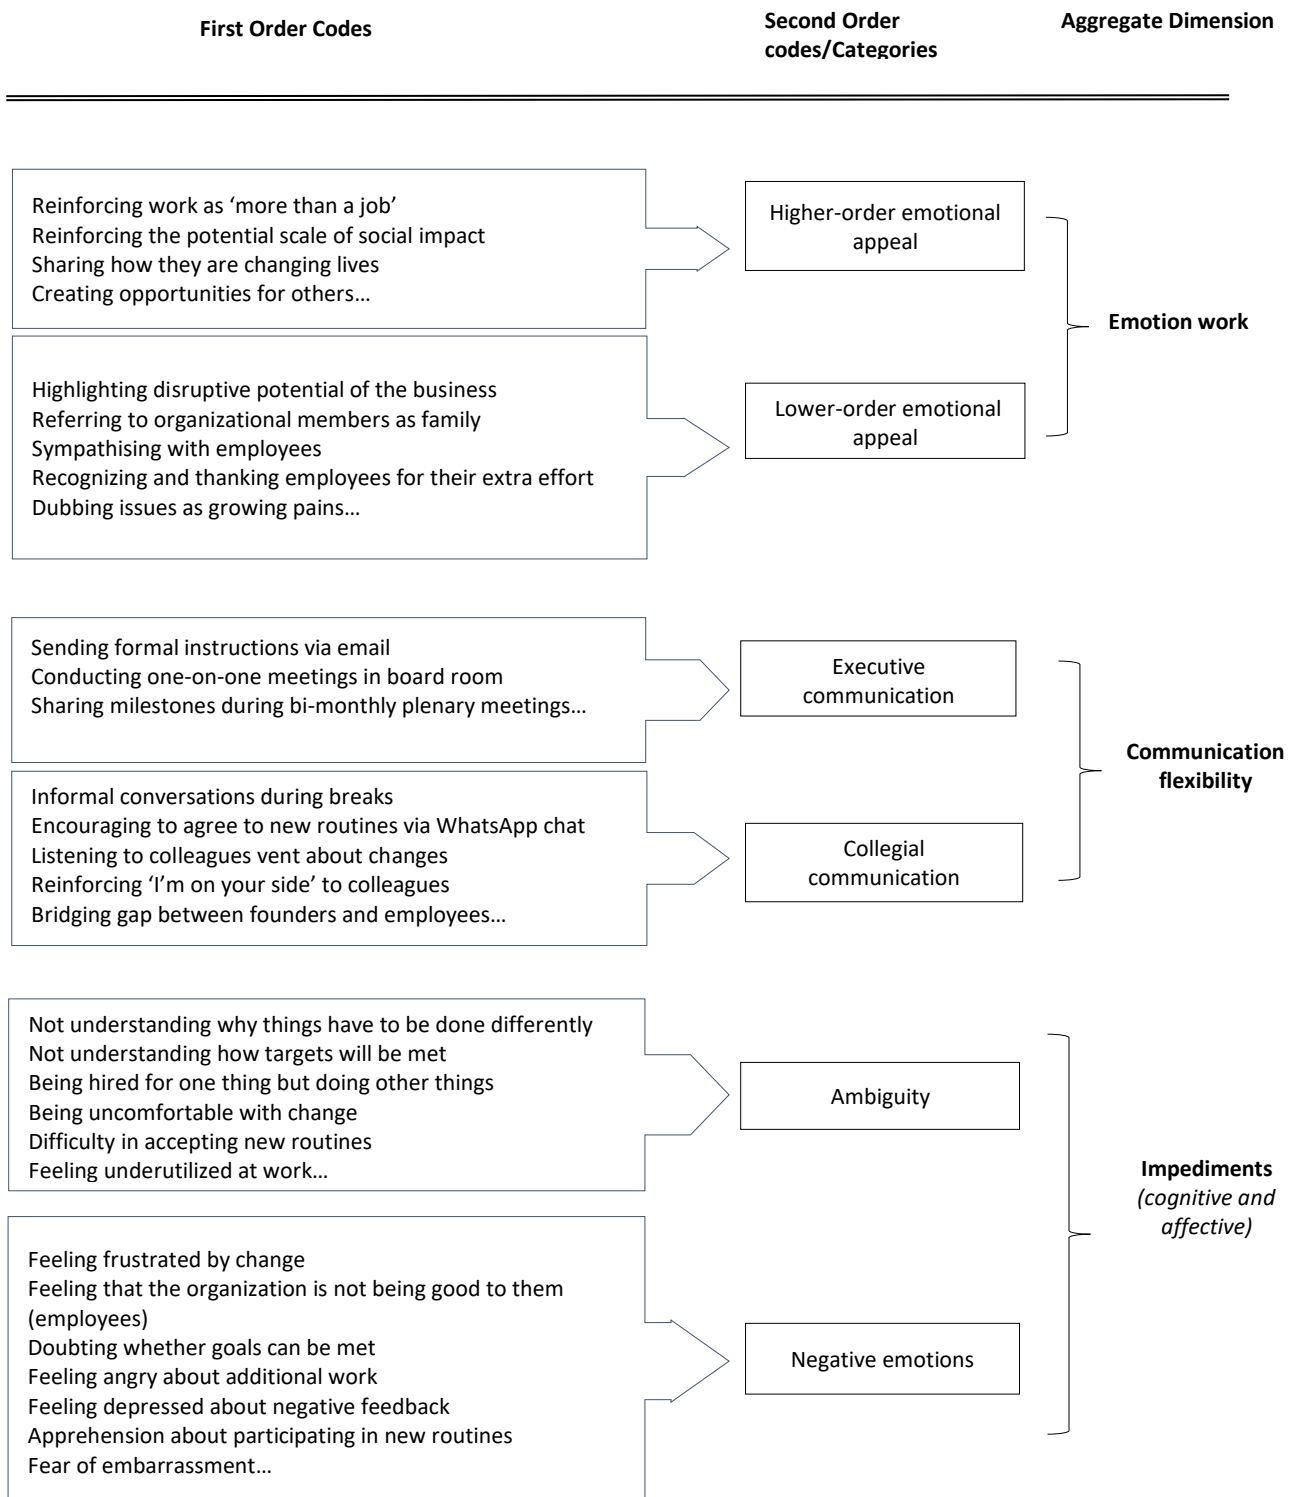 First Order Codes
Second Order
codes/Categories
Aggregate Dimension
Reinforcing work as ‘more than a job’
Reinforcing the potential scale of social impact
Sharing how they are changing lives
Creating opportunities for others…
Higher-order emotional
appeal
Emotion work
Highlighting disruptive potential of the business
Referring to organizational members as family
Sympathising with employees
Recognizing and thanking employees for their extra effort
Dubbing issues as growing pains…
Lower-order emotional
appeal
Sending formal instructions via email
Conducting one-on-one meetings in board room
Sharing milestones during bi-monthly plenary meetings…
Executive
communication
Communication
flexibility
Informal conversations during breaks
Encouraging to agree to new routines via WhatsApp chat
Listening to colleagues vent about changes
Reinforcing ‘I’m on your side’ to colleagues
Bridging gap between founders and employees…
Collegial
communication
Not understanding why things have to be done differently
Not understanding how targets will be met
Being hired for one thing but doing other things
Being uncomfortable with change
Difficulty in accepting new routines
Feeling underutilized at work…
Ambiguity
Impediments
(cognitive and
affective)
Feeling frustrated by change
Feeling that the organization is not being good to them
(employees)
Doubting whether goals can be met
Feeling angry about additional work
Feeling depressed about negative feedback
Apprehension about participating in new routines
Fear of embarrassment…
Negative emotions